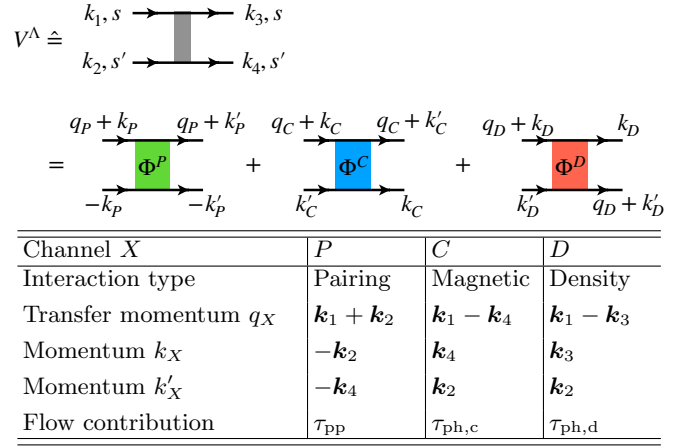 k₁, s k₃, s
V^Λ ≙
k₂, s′ k₄, s′
q_P + k_P q_P + k′_P q_C + k_C q_C + k′_C q_D + k_D k_D
= Φ^P + Φ^C + Φ^D
−k_P −k′_P k′_C k_C k′_D q_D + k′_D
Channel X P C D
Interaction type Pairing Magnetic Density
Transfer momentum q_X k₁ + k₂ k₁ − k₄ k₁ − k₃
Momentum k_X −k₂ k₄ k₃
Momentum k′_X −k₄ k₂ k₂
Flow contribution τ_pp τ_ph,c τ_ph,d